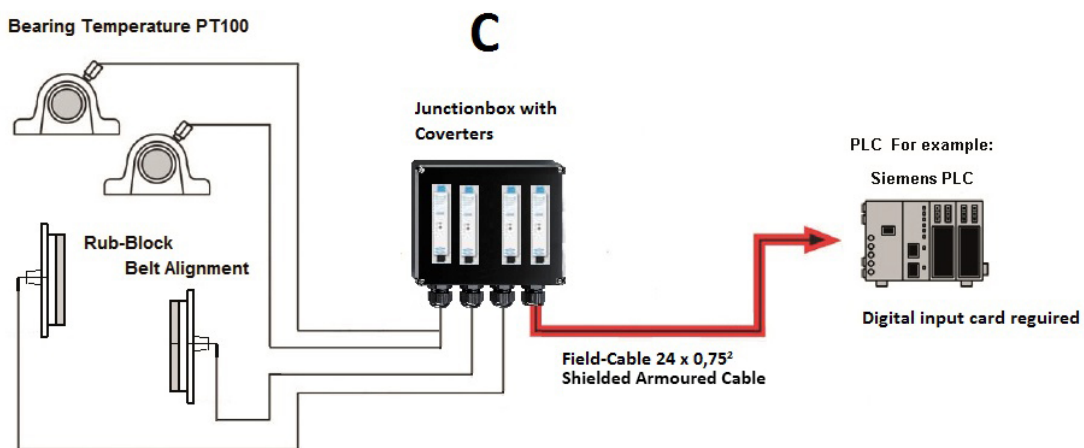 Bearing Temperature PT100
C
Junctionbox with
Coverters
PLC For example:
Siemens PLC
Rub-Block
Belt Alignment
Digital input card reguired
Field-Cable 24 x 0,75²
Shielded Armoured Cable